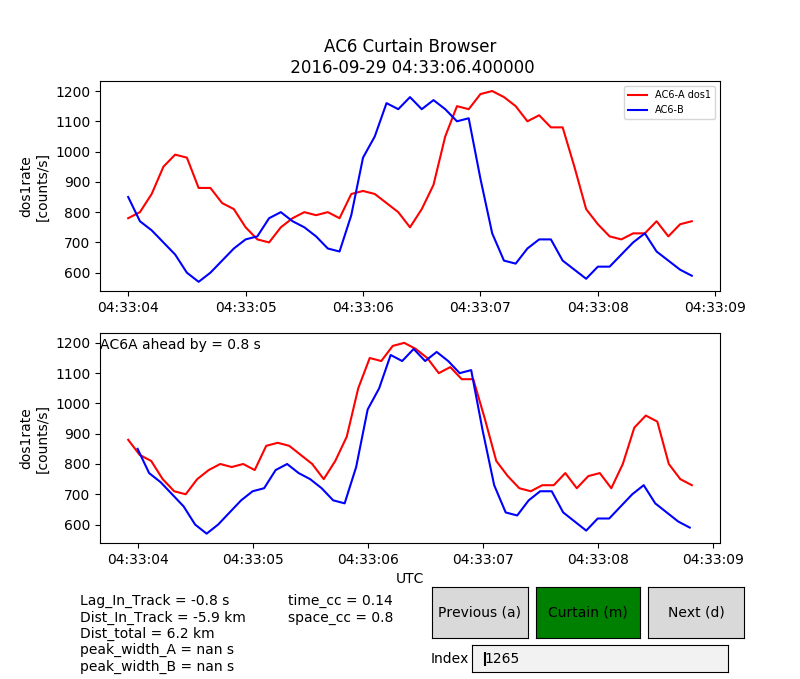 AC6 Curtain Browser
2016-09-29 04:33:06.400000
1200
1100
1000
900
800
700
600
dos1rate
[counts/s]
AC6-A dos1
AC6-B
04:33:04 04:33:05 04:33:06 04:33:07 04:33:08 04:33:09
AC6A ahead by = 0.8 s
1200
1100
1000
900
800
700
600
dos1rate
[counts/s]
04:33:04 04:33:05 04:33:06 04:33:07 04:33:08 04:33:09
UTC
Lag_In_Track = -0.8 s
Dist_In_Track = -5.9 km
Dist_total = 6.2 km
peak_width_A = nan s
peak_width_B = nan s
time_cc = 0.14
space_cc = 0.8
Previous (a)
Curtain (m)
Next (d)
Index 1265